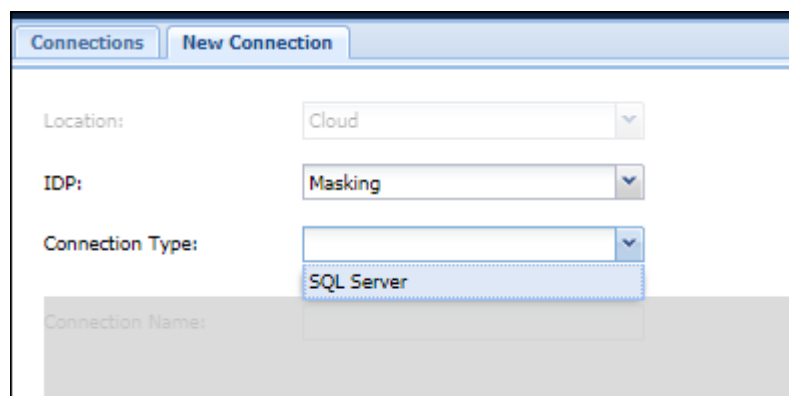 Connections New Connection
Location: Cloud
IDP: Masking
Connection Type:
SQL Server
Connection Name: